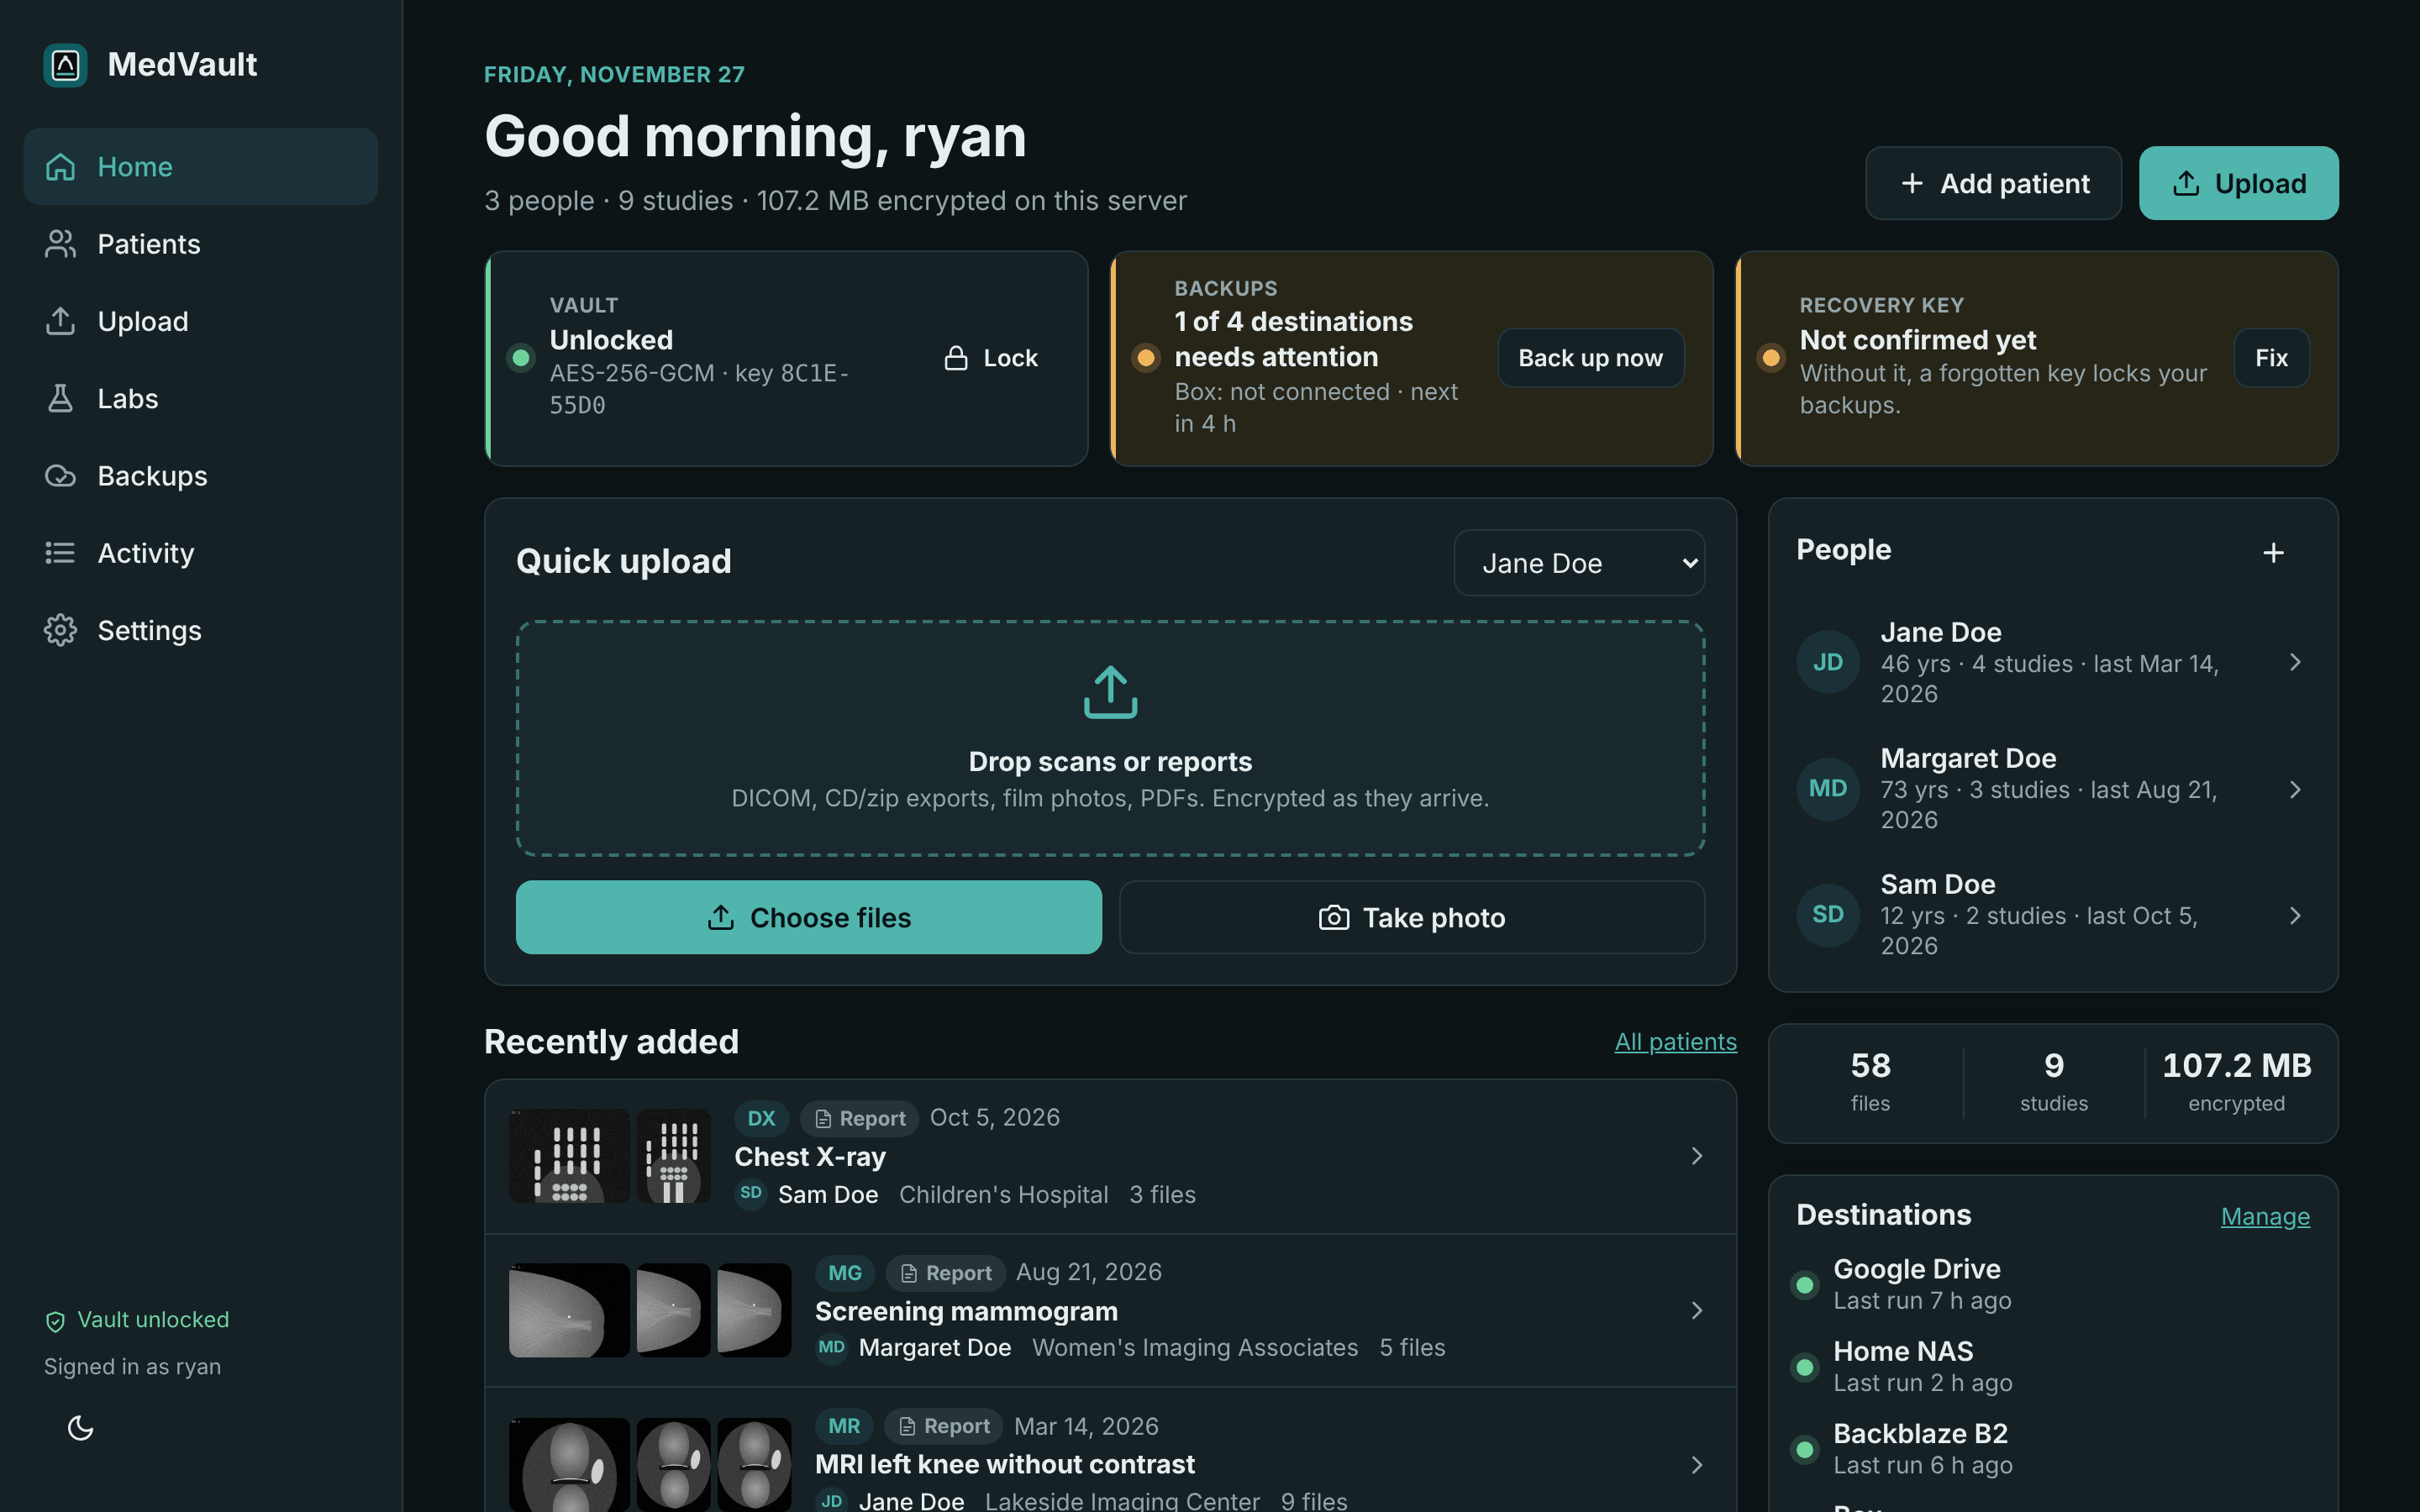 MedVault
Home
Patients
Upload
Labs
Backups
Activity
Settings
Vault unlocked
Signed in as ryan
FRIDAY, NOVEMBER 27
Good morning, ryan
3 people · 9 studies · 107.2 MB encrypted on this server
Add patient
Upload
VAULT
Unlocked
AES-256-GCM · key 8C1E-
55D0
Lock
BACKUPS
1 of 4 destinations
needs attention
Box: not connected · next
in 4 h
Back up now
RECOVERY KEY
Not confirmed yet
Without it, a forgotten key locks your
backups.
Fix
Quick upload
Jane Doe
Drop scans or reports
DICOM, CD/zip exports, film photos, PDFs. Encrypted as they arrive.
Choose files
Take photo
People
JD
Jane Doe
46 yrs · 4 studies · last Mar 14,
2026
MD
Margaret Doe
73 yrs · 3 studies · last Aug 21,
2026
SD
Sam Doe
12 yrs · 2 studies · last Oct 5,
2026
Recently added
All patients
DX Report Oct 5, 2026
Chest X-ray
SD Sam Doe Children's Hospital 3 files
MG Report Aug 21, 2026
Screening mammogram
MD Margaret Doe Women's Imaging Associates 5 files
MR Report Mar 14, 2026
MRI left knee without contrast
JD Jane Doe Lakeside Imaging Center 9 files
58
files
9
studies
107.2 MB
encrypted
Destinations
Manage
Google Drive
Last run 7 h ago
Home NAS
Last run 2 h ago
Backblaze B2
Last run 6 h ago